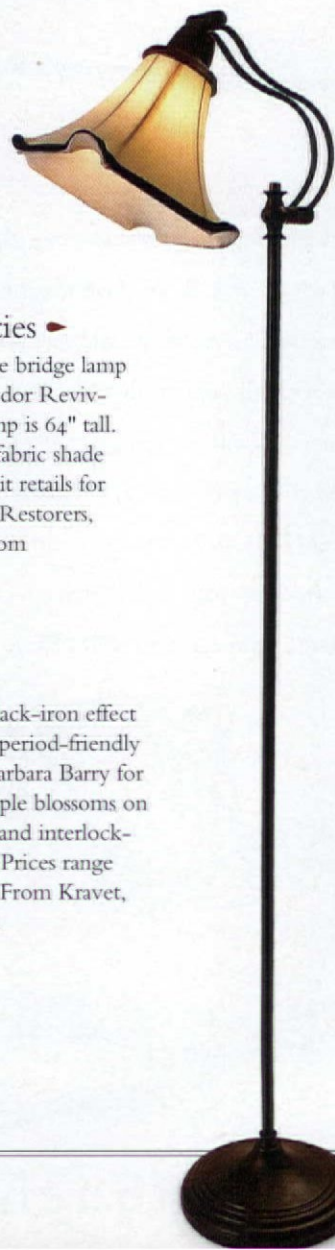 ties
e bridge lamp
dor Reviv-
np is 64" tall.
fabric shade
it retails for
Restorers,
om
ack-iron effect
period-friendly
arbara Barry for
ple blossoms on
and interlock-
Prices range
From Kravet,